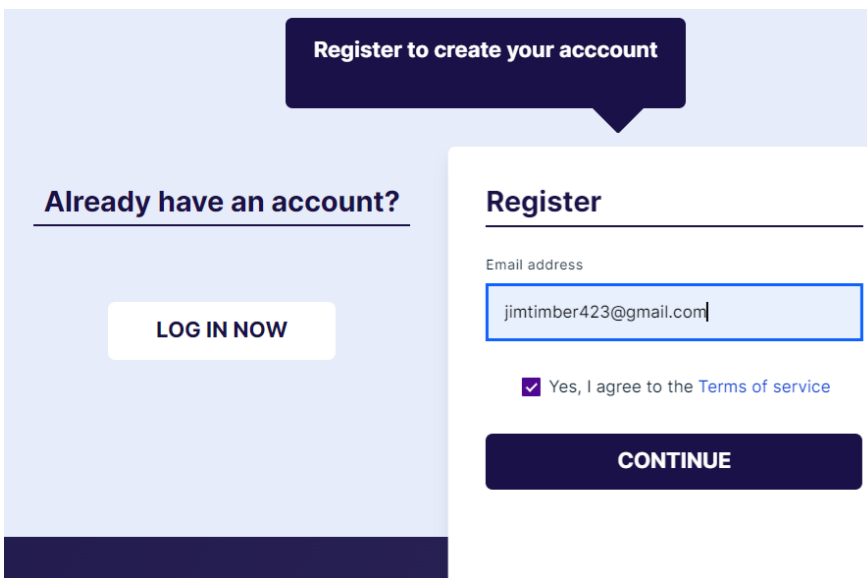 Register to create your acccount
Already have an account?
LOG IN NOW
Register
Email address
jimtimber423@gmail.com
Yes, I agree to the Terms of service
CONTINUE